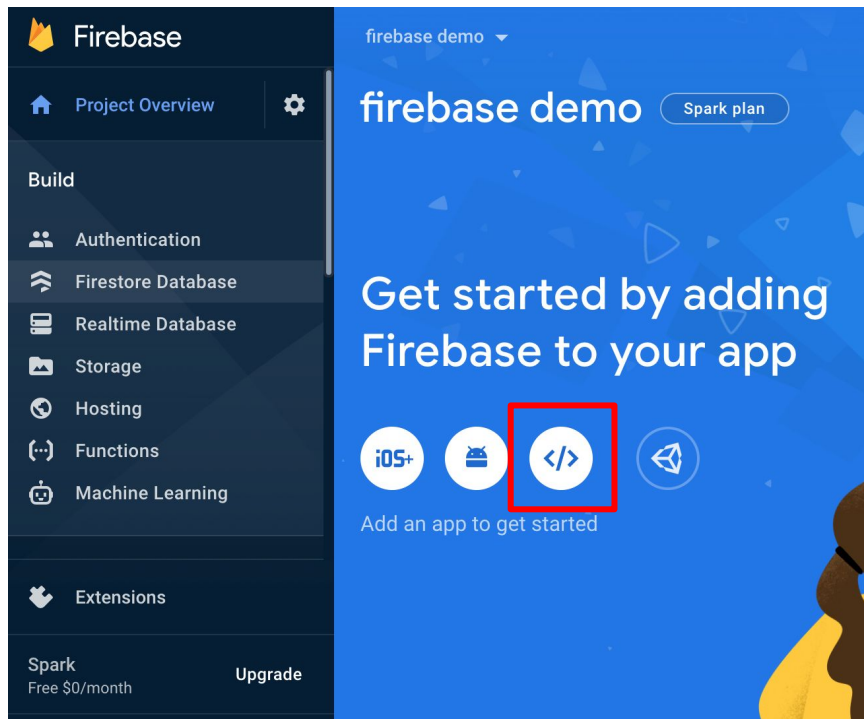 Firebase
Project Overview
Build
Authentication
Firestore Database
Realtime Database
Storage
Hosting
Functions
Machine Learning
Extensions
Spark
Free $0/month
Upgrade
firebase demo
firebase demo
Spark plan
Get started by adding
Firebase to your app
iOS+
</>
Add an app to get started